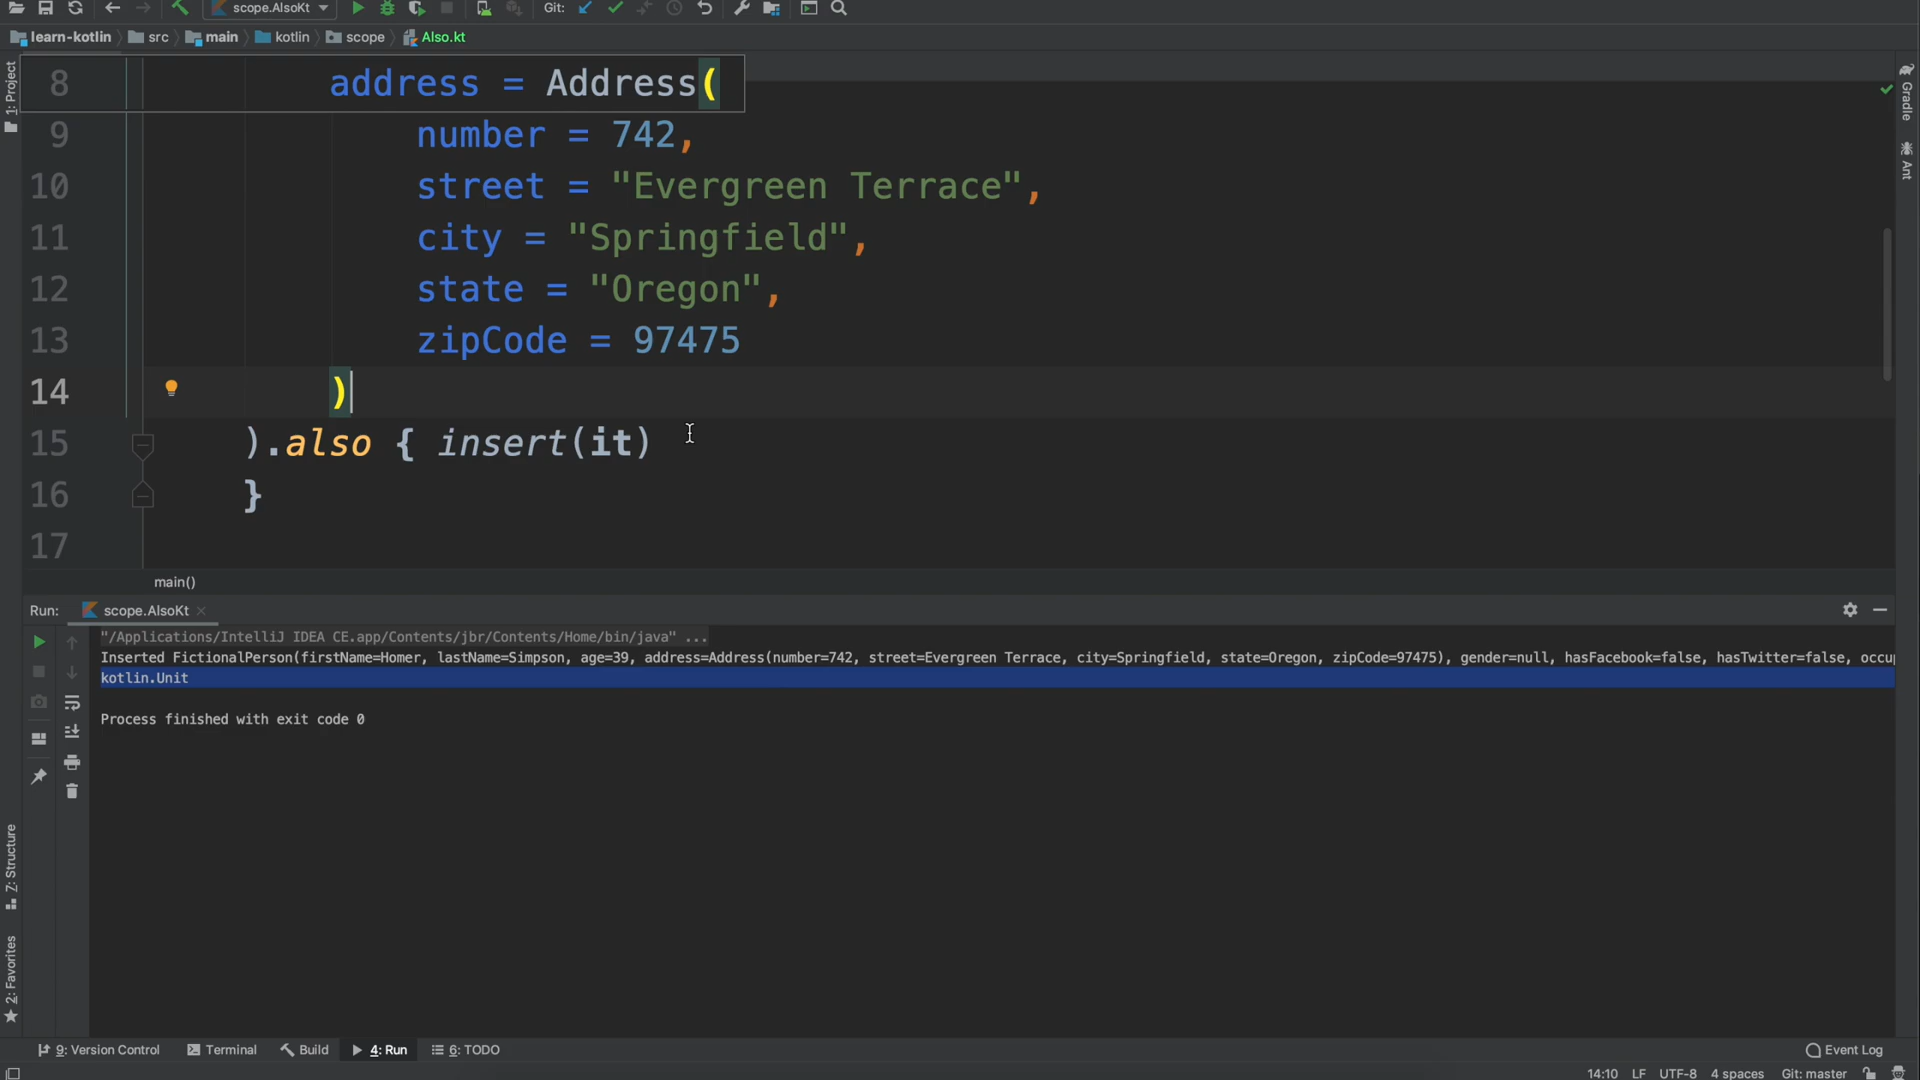 scope.AlsoKt Git:
learn-kotlin src main kotlin scope Also.kt
1: Project
8 address = Address(
9 number = 742,
10 street = "Evergreen Terrace",
11 city = "Springfield",
12 state = "Oregon",
13 zipCode = 97475
14 )
15 ).also { insert(it)
16 }
17
Gradle
Ant
main()
Run: scope.AlsoKt
"/Applications/IntelliJ IDEA CE.app/Contents/jbr/Contents/Home/bin/java" ...
Inserted FictionalPerson(firstName=Homer, lastName=Simpson, age=39, address=Address(number=742, street=Evergreen Terrace, city=Springfield, state=Oregon, zipCode=97475), gender=null, hasFacebook=false, hasTwitter=false, occup
kotlin.Unit
Process finished with exit code 0
7: Structure
2: Favorites
9: Version Control Terminal Build 4: Run 6: TODO Event Log
14:10 LF UTF-8 4 spaces Git: master